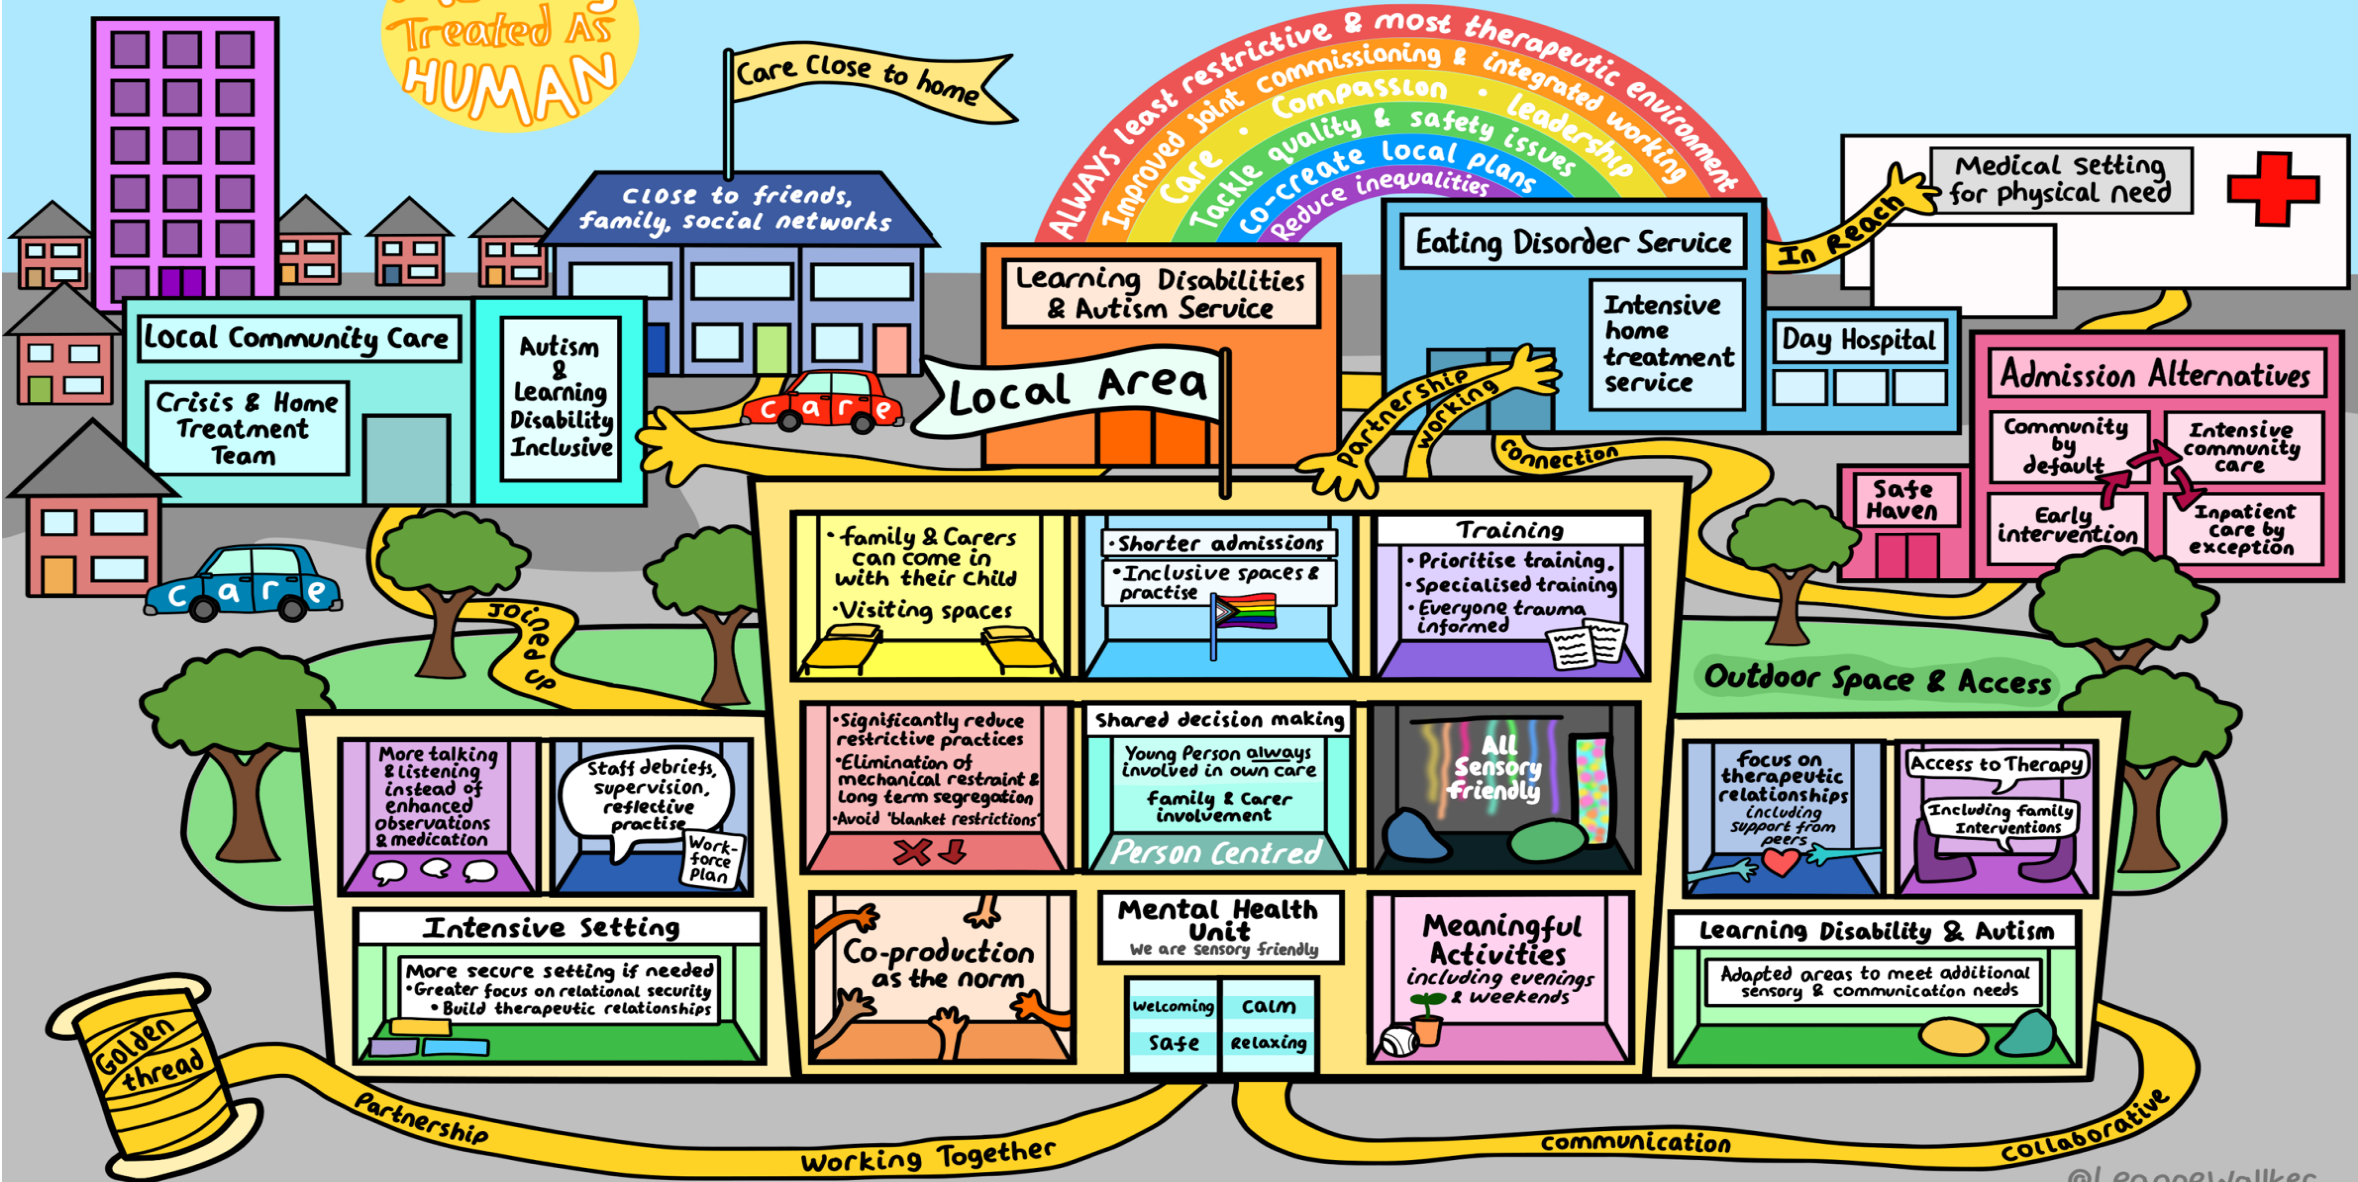 Treated As
HUMAN
Care Close to home
ALWAYS least restrictive & most therapeutic environment
Improved joint commissioning & integrated working
Care • Compassion • Leadership
Tackle quality & safety issues
Co-create local plans
Reduce inequalities
Close to friends,
family, social networks
Medical Setting
for physical need
In Reach
Eating Disorder Service
Intensive
home
treatment
service
Day Hospital
Learning Disabilities
& Autism Service
Local Community Care
Crisis & Home
Treatment
Team
Autism
&
Learning
Disability
Inclusive
care
Local Area
Partnership
working
connection
Admission Alternatives
Community
by
default
Intensive
community
care
Early
intervention
Inpatient
care by
exception
Safe
Haven
care
Joined up
• family & Carers
can come in
with their Child
• Visiting spaces
• Shorter admissions
• Inclusive spaces &
practise
Training
• Prioritise training.
• Specialised training
• Everyone trauma
informed
Outdoor Space & Access
• Significantly reduce
restrictive practices
• Elimination of
mechanical restraint &
long term segregation
• Avoid 'blanket restrictions'
Shared decision making
Young Person always
involved in own care
family & Carer
involvement
Person Centred
All
Sensory
friendly
More talking
& listening
instead of
enhanced
observations
& medication
Staff debriefs,
supervision,
reflective
practise
Work-
force
plan
focus on
therapeutic
relationships
including
support from
peers
Access to Therapy
Including family
Interventions
Intensive Setting
More secure setting if needed
• Greater focus on relational security
• Build therapeutic relationships
Co-production
as the norm
Mental Health
Unit
We are sensory friendly
Welcoming
Calm
Safe
Relaxing
Meaningful
Activities
including evenings
& weekends
Learning Disability & Autism
Adapted areas to meet additional
sensory & communication needs
Golden
thread
Partnership
Working Together
communication
collaborative